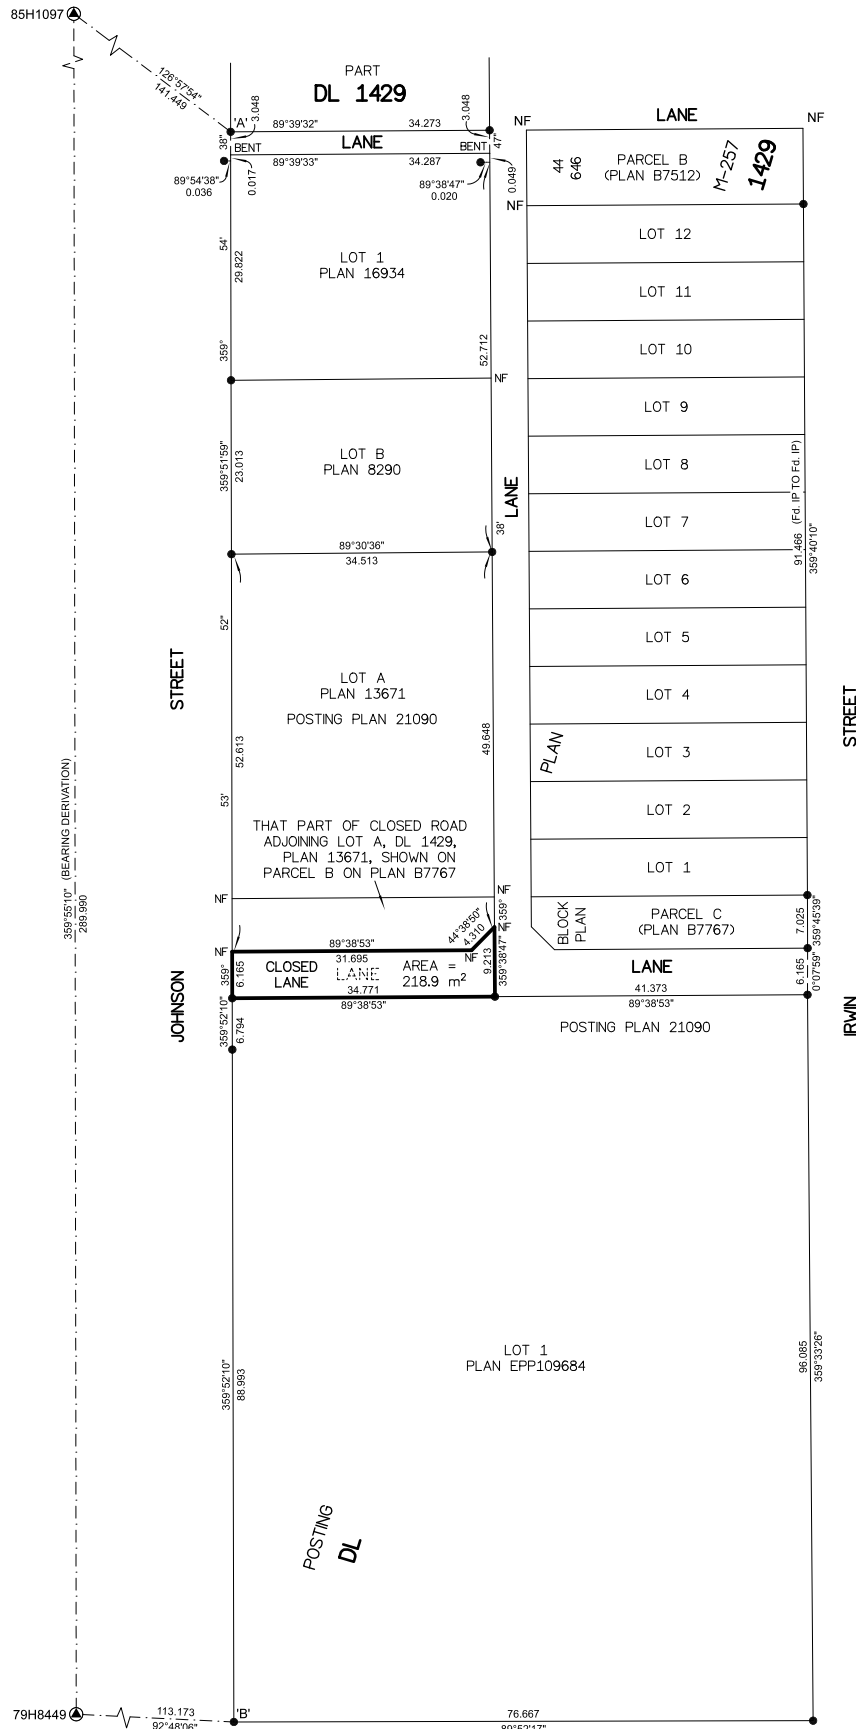 85H1097
126°57'54"
141.449
PART
DL 1429
'A'
3.048
89°39'32"
34.273
3.048
NF
LANE
NF
38"
BENT
LANE
BENT
47"
89°39'33"
34.287
89°54'38"
0.036
0.017
89°38'47"
0.020
0.049
44
646
PARCEL B
(PLAN B7512)
M-257
1429
NF
LOT 12
54'
29.822
LOT 1
PLAN 16934
LOT 11
359°
52.712
LOT 10
NF
LOT 9
359°51'59"
23.013
LOT B
PLAN 8290
LOT 8
91.466 (Fd. IP TO Fd. IP)
359°40'10"
LANE
38'
LOT 7
89°30'36"
34.513
LOT 6
52"
LOT 5
STREET
LOT A
PLAN 13671
POSTING PLAN 21090
LOT 4
STREET
52.613
49.648
PLAN
LOT 3
53'
LOT 2
359°55'10" (BEARING DERIVATION)
289.990
THAT PART OF CLOSED ROAD
ADJOINING LOT A, DL 1429,
PLAN 13671, SHOWN ON
PARCEL B ON PLAN B7767
LOT 1
NF
NF
359°
BLOCK
PLAN
PARCEL C
(PLAN B7767)
7.025
359°45'39"
44°38'50"
4.310
NF
NF
89°38'53"
31.695
NF
359°
6.165
CLOSED
LANE
LANE
AREA =
218.9 m²
9.213
359°38'47"
LANE
6.165
0°07'59"
34.771
89°38'53"
41.373
89°38'53"
JOHNSON
359°52'10"
6.794
POSTING PLAN 21090
IRWIN
LOT 1
PLAN EPP109684
359°52'10"
88.993
96.085
359°33'26"
POSTING
DL
79H8449
113.173
92°48'06"
'B'
76.667
89°52'17"